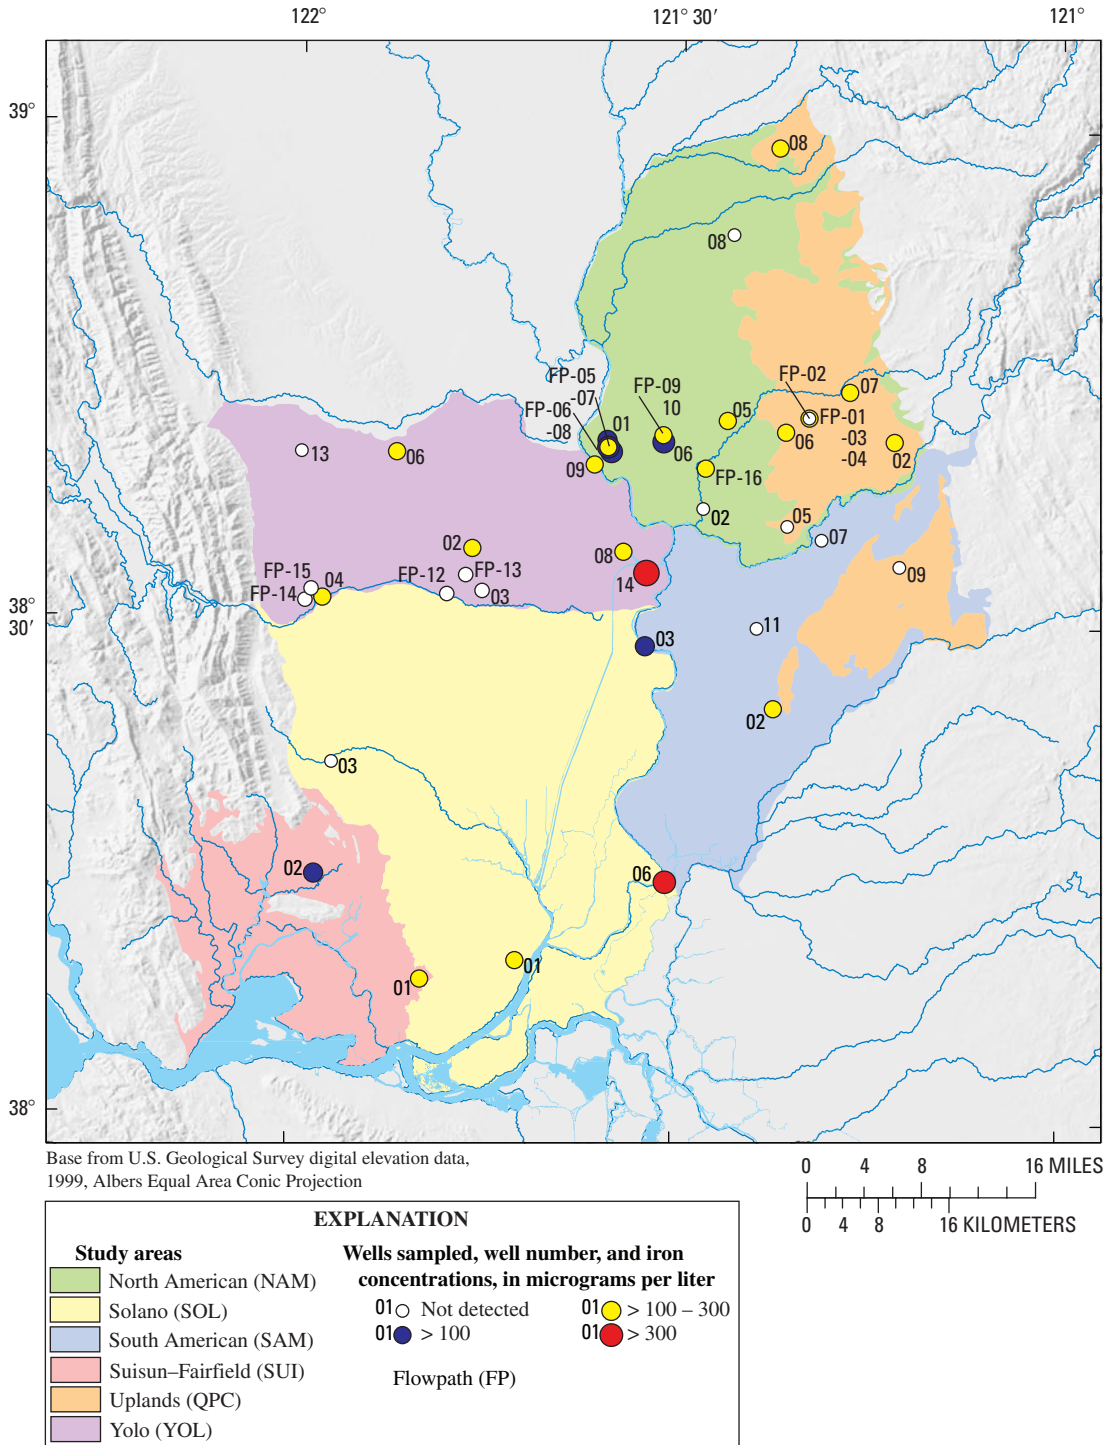 122°
121° 30′
121°
39°
08
08
FP-05
-07
FP-06
-08
01
FP-09
10
FP-02
07
05
06
FP-01
-03
-04
02
13
06
09
06
FP-16
02
05
07
02
08
14
09
FP-15
FP-14
04
FP-12
FP-13
03
38°
30′
03
11
02
03
02
06
01
01
38°
Base from U.S. Geological Survey digital elevation data,
1999, Albers Equal Area Conic Projection
0 4 8 16 MILES
0 4 8 16 KILOMETERS
EXPLANATION
Study areas
North American (NAM)
Solano (SOL)
South American (SAM)
Suisun–Fairfield (SUI)
Uplands (QPC)
Yolo (YOL)
Wells sampled, well number, and iron
concentrations, in micrograms per liter
01 Not detected
01 > 100
01 > 100 – 300
01 > 300
Flowpath (FP)